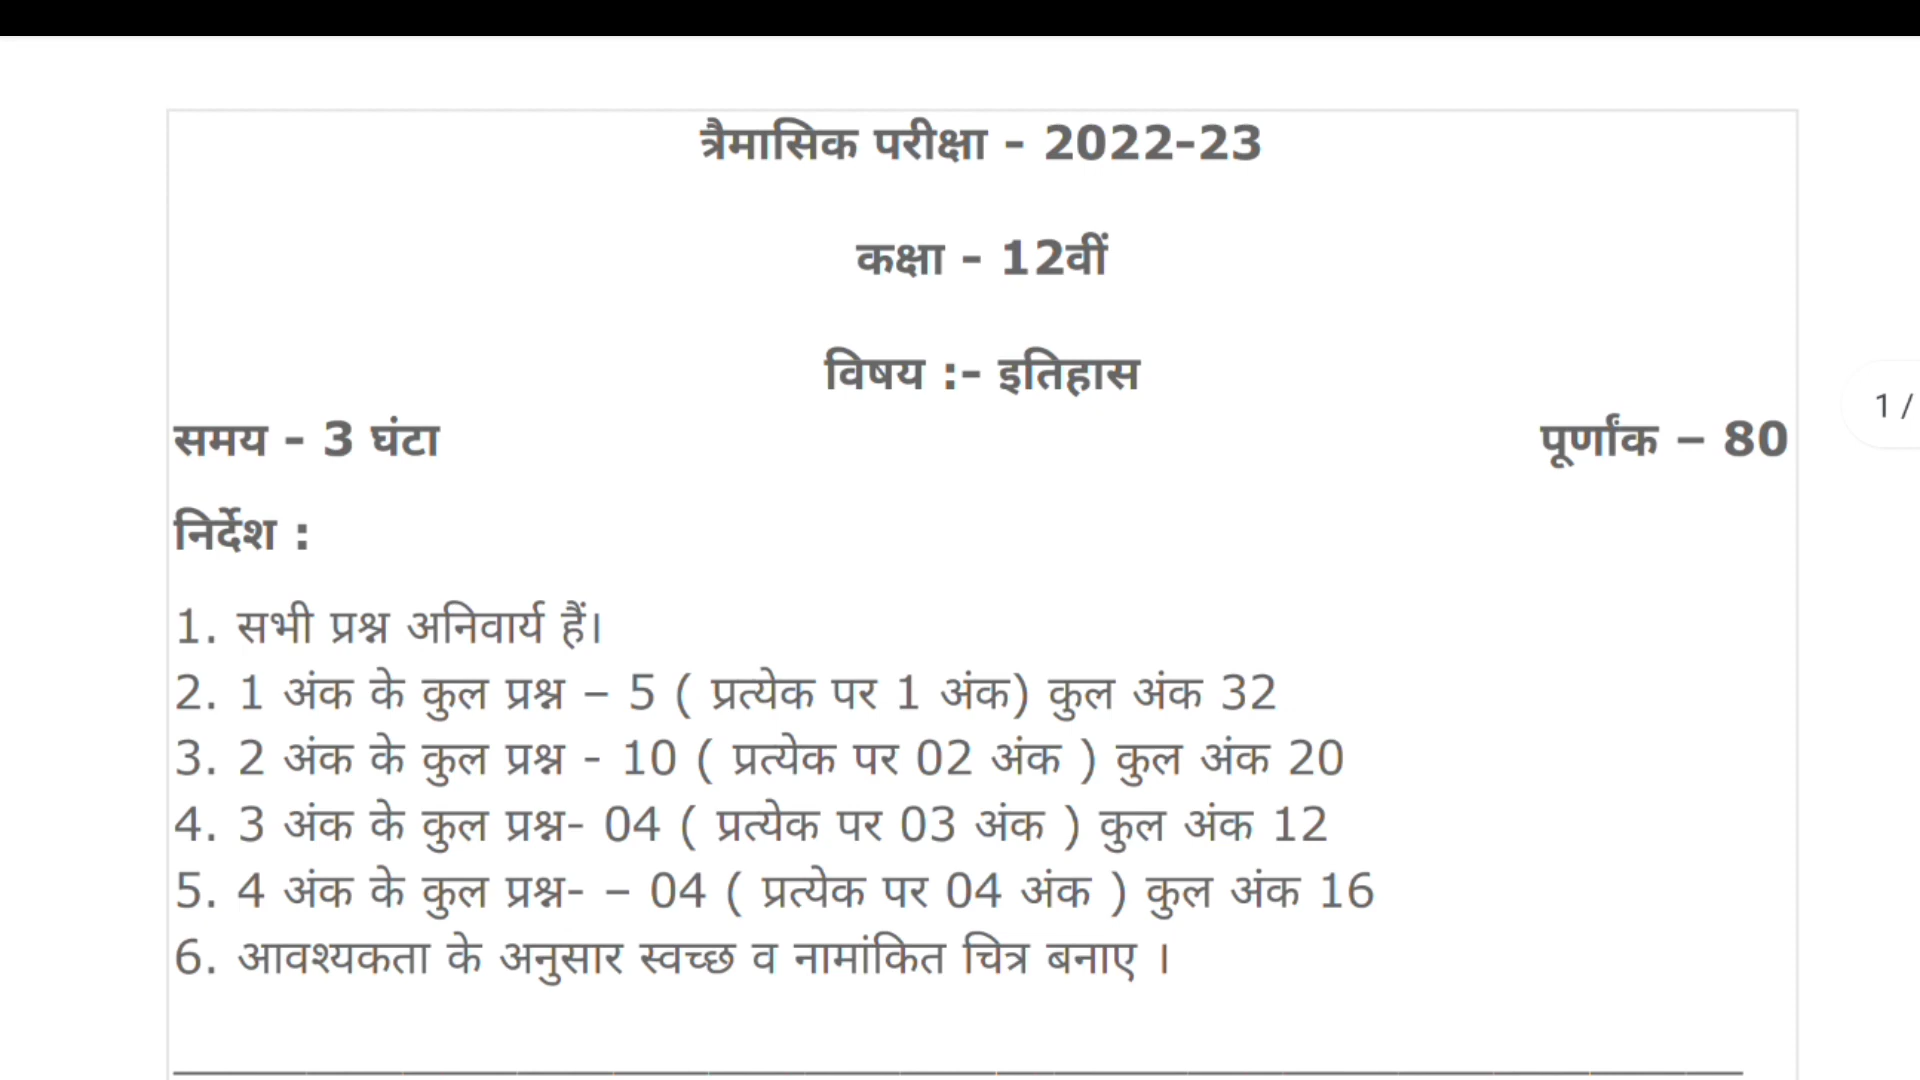 त्रैमासिक परीक्षा - 2022-23
कक्षा - 12वीं
विषय :- इतिहास
समय - 3 घंटा पूर्णांक – 80
1 /
निर्देश :
1. सभी प्रश्न अनिवार्य हैं।
2. 1 अंक के कुल प्रश्न – 5 ( प्रत्येक पर 1 अंक) कुल अंक 32
3. 2 अंक के कुल प्रश्न - 10 ( प्रत्येक पर 02 अंक ) कुल अंक 20
4. 3 अंक के कुल प्रश्न- 04 ( प्रत्येक पर 03 अंक ) कुल अंक 12
5. 4 अंक के कुल प्रश्न- – 04 ( प्रत्येक पर 04 अंक ) कुल अंक 16
6. आवश्यकता के अनुसार स्वच्छ व नामांकित चित्र बनाए ।